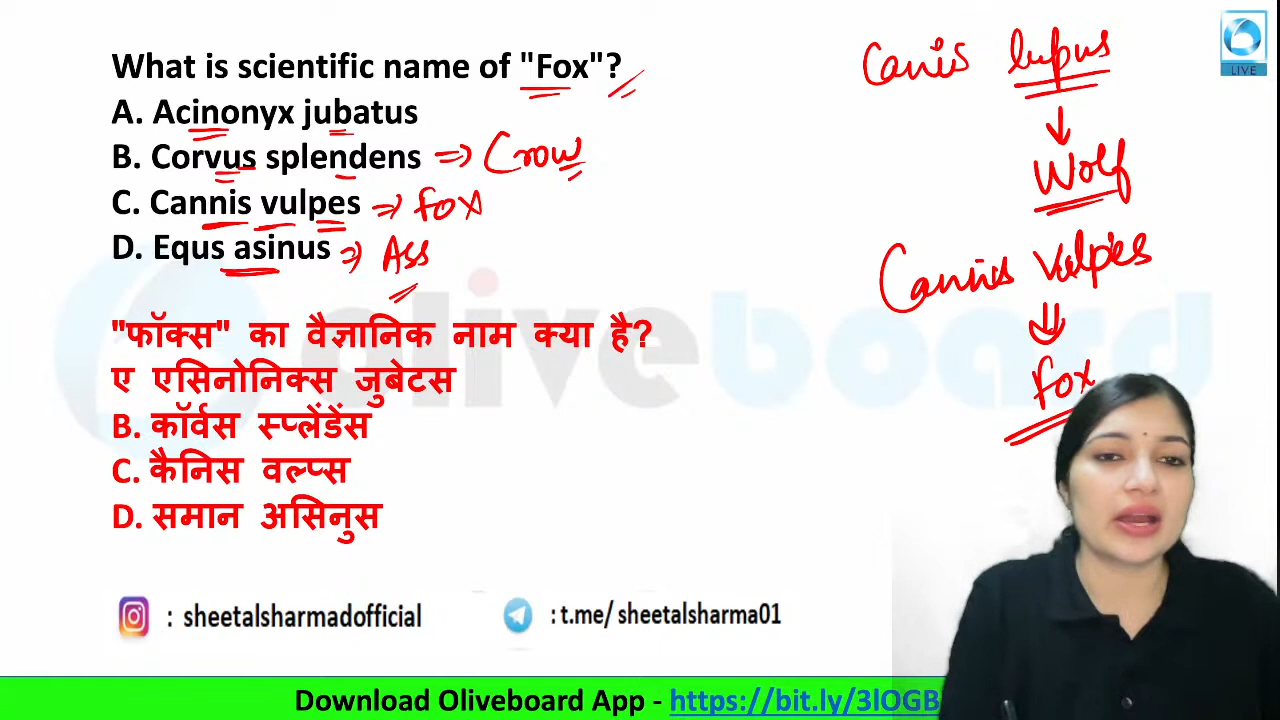 What is scientific name of "Fox"?
A. Acinonyx jubatus
B. Corvus splendens => Crow
C. Cannis vulpes => Fox
D. Equs asinus => Ass
"फॉक्स" का वैज्ञानिक नाम क्या है?
ए एसिनोनिक्स जुबेटस
B. कॉर्वस स्प्लेंडेंस
C. कैनिस वल्प्स
D. समान असिनुस
Canis lupus
Wolf
Cannis vulpes
Fox
LIVE
oliveboard
: sheetalsharmadofficial
: t.me/ sheetalsharma01
Download Oliveboard App - https://bit.ly/3lOGB